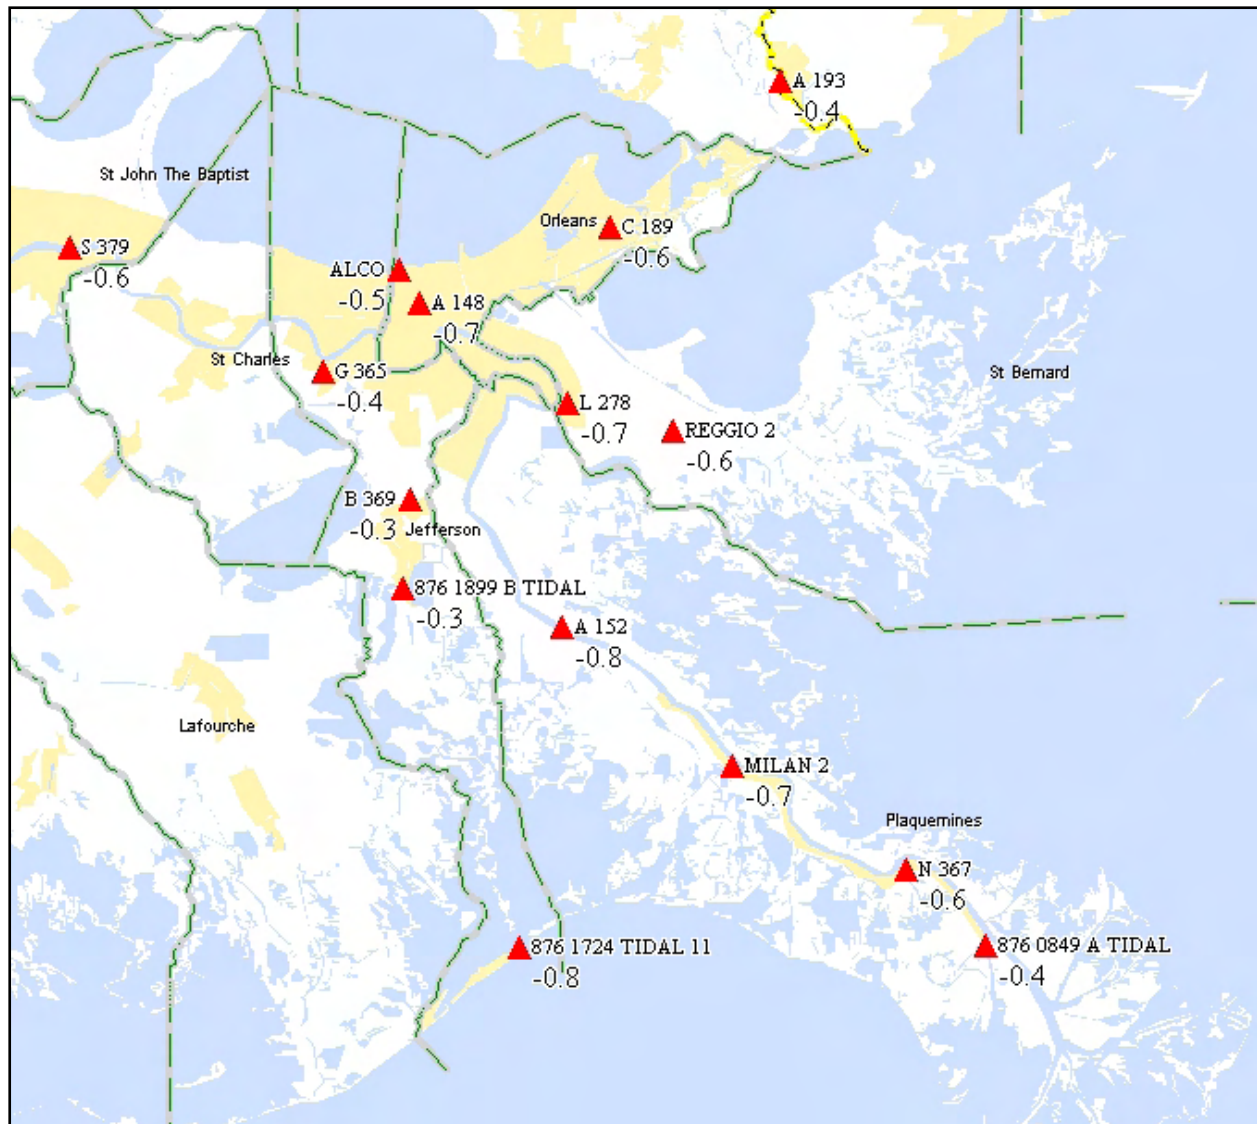 A 193
-0.4
St John The Baptist
Orleans
C 189
-0.6
S 379
-0.6
ALCO
-0.5
A 148
-0.7
St Charles
G 365
-0.4
St Bernard
L 278
-0.7
REGGIO 2
-0.6
B 369
-0.3
Jefferson
876 1899 B TIDAL
-0.3
A 152
-0.8
Lafourche
MILAN 2
-0.7
Plaquemines
N 367
-0.6
876 1724 TIDAL 11
-0.8
876 0849 A TIDAL
-0.4